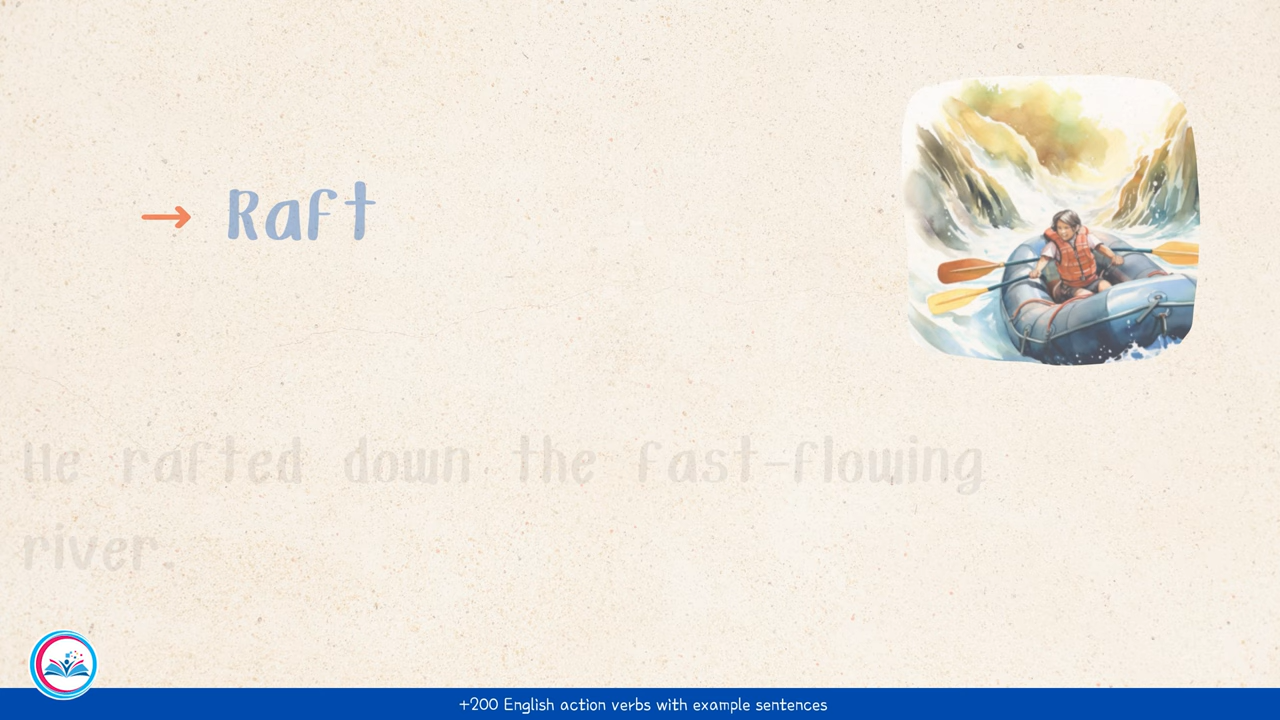 → Raft
He rafted down the fast-flowing
river.
+200 English action verbs with example sentences